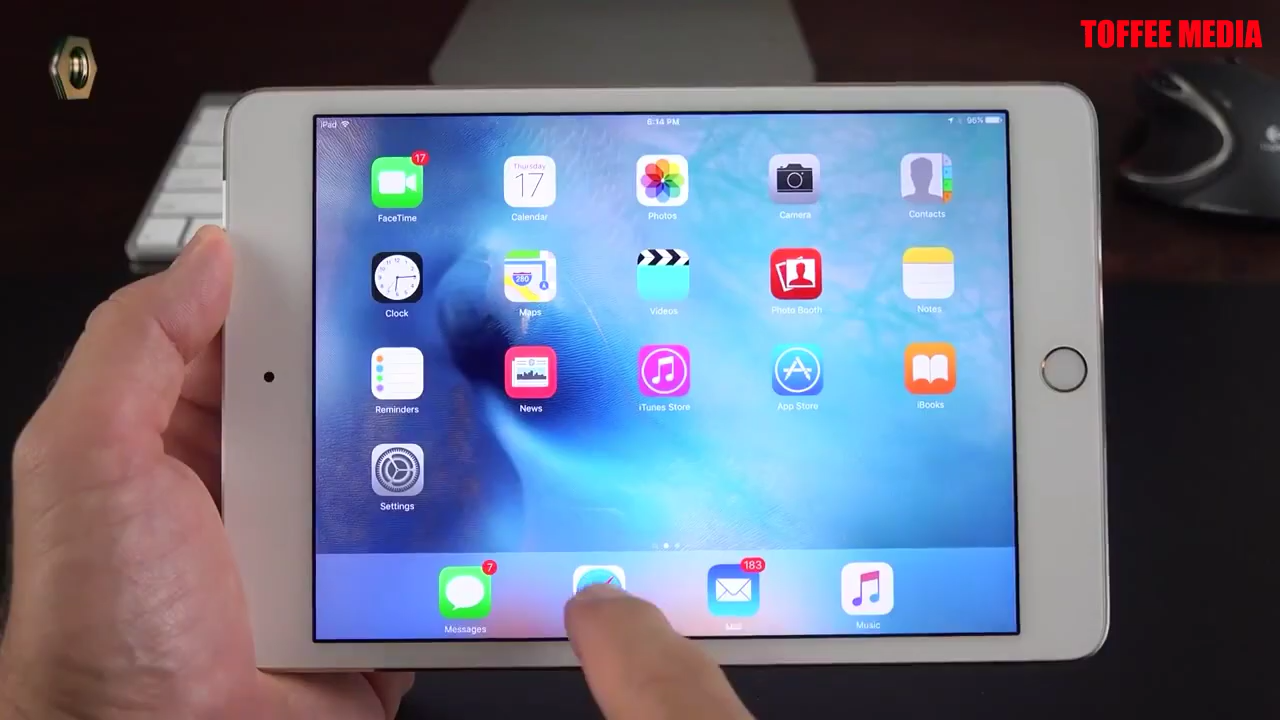 TOFFEE MEDIA
iPad 6:14 PM 96%
17 Thursday
17
FaceTime Calendar Photos Camera Contacts
280
Clock Maps Videos Photo Booth Notes
Reminders News iTunes Store App Store iBooks
Settings
7 183
Messages Mail Music